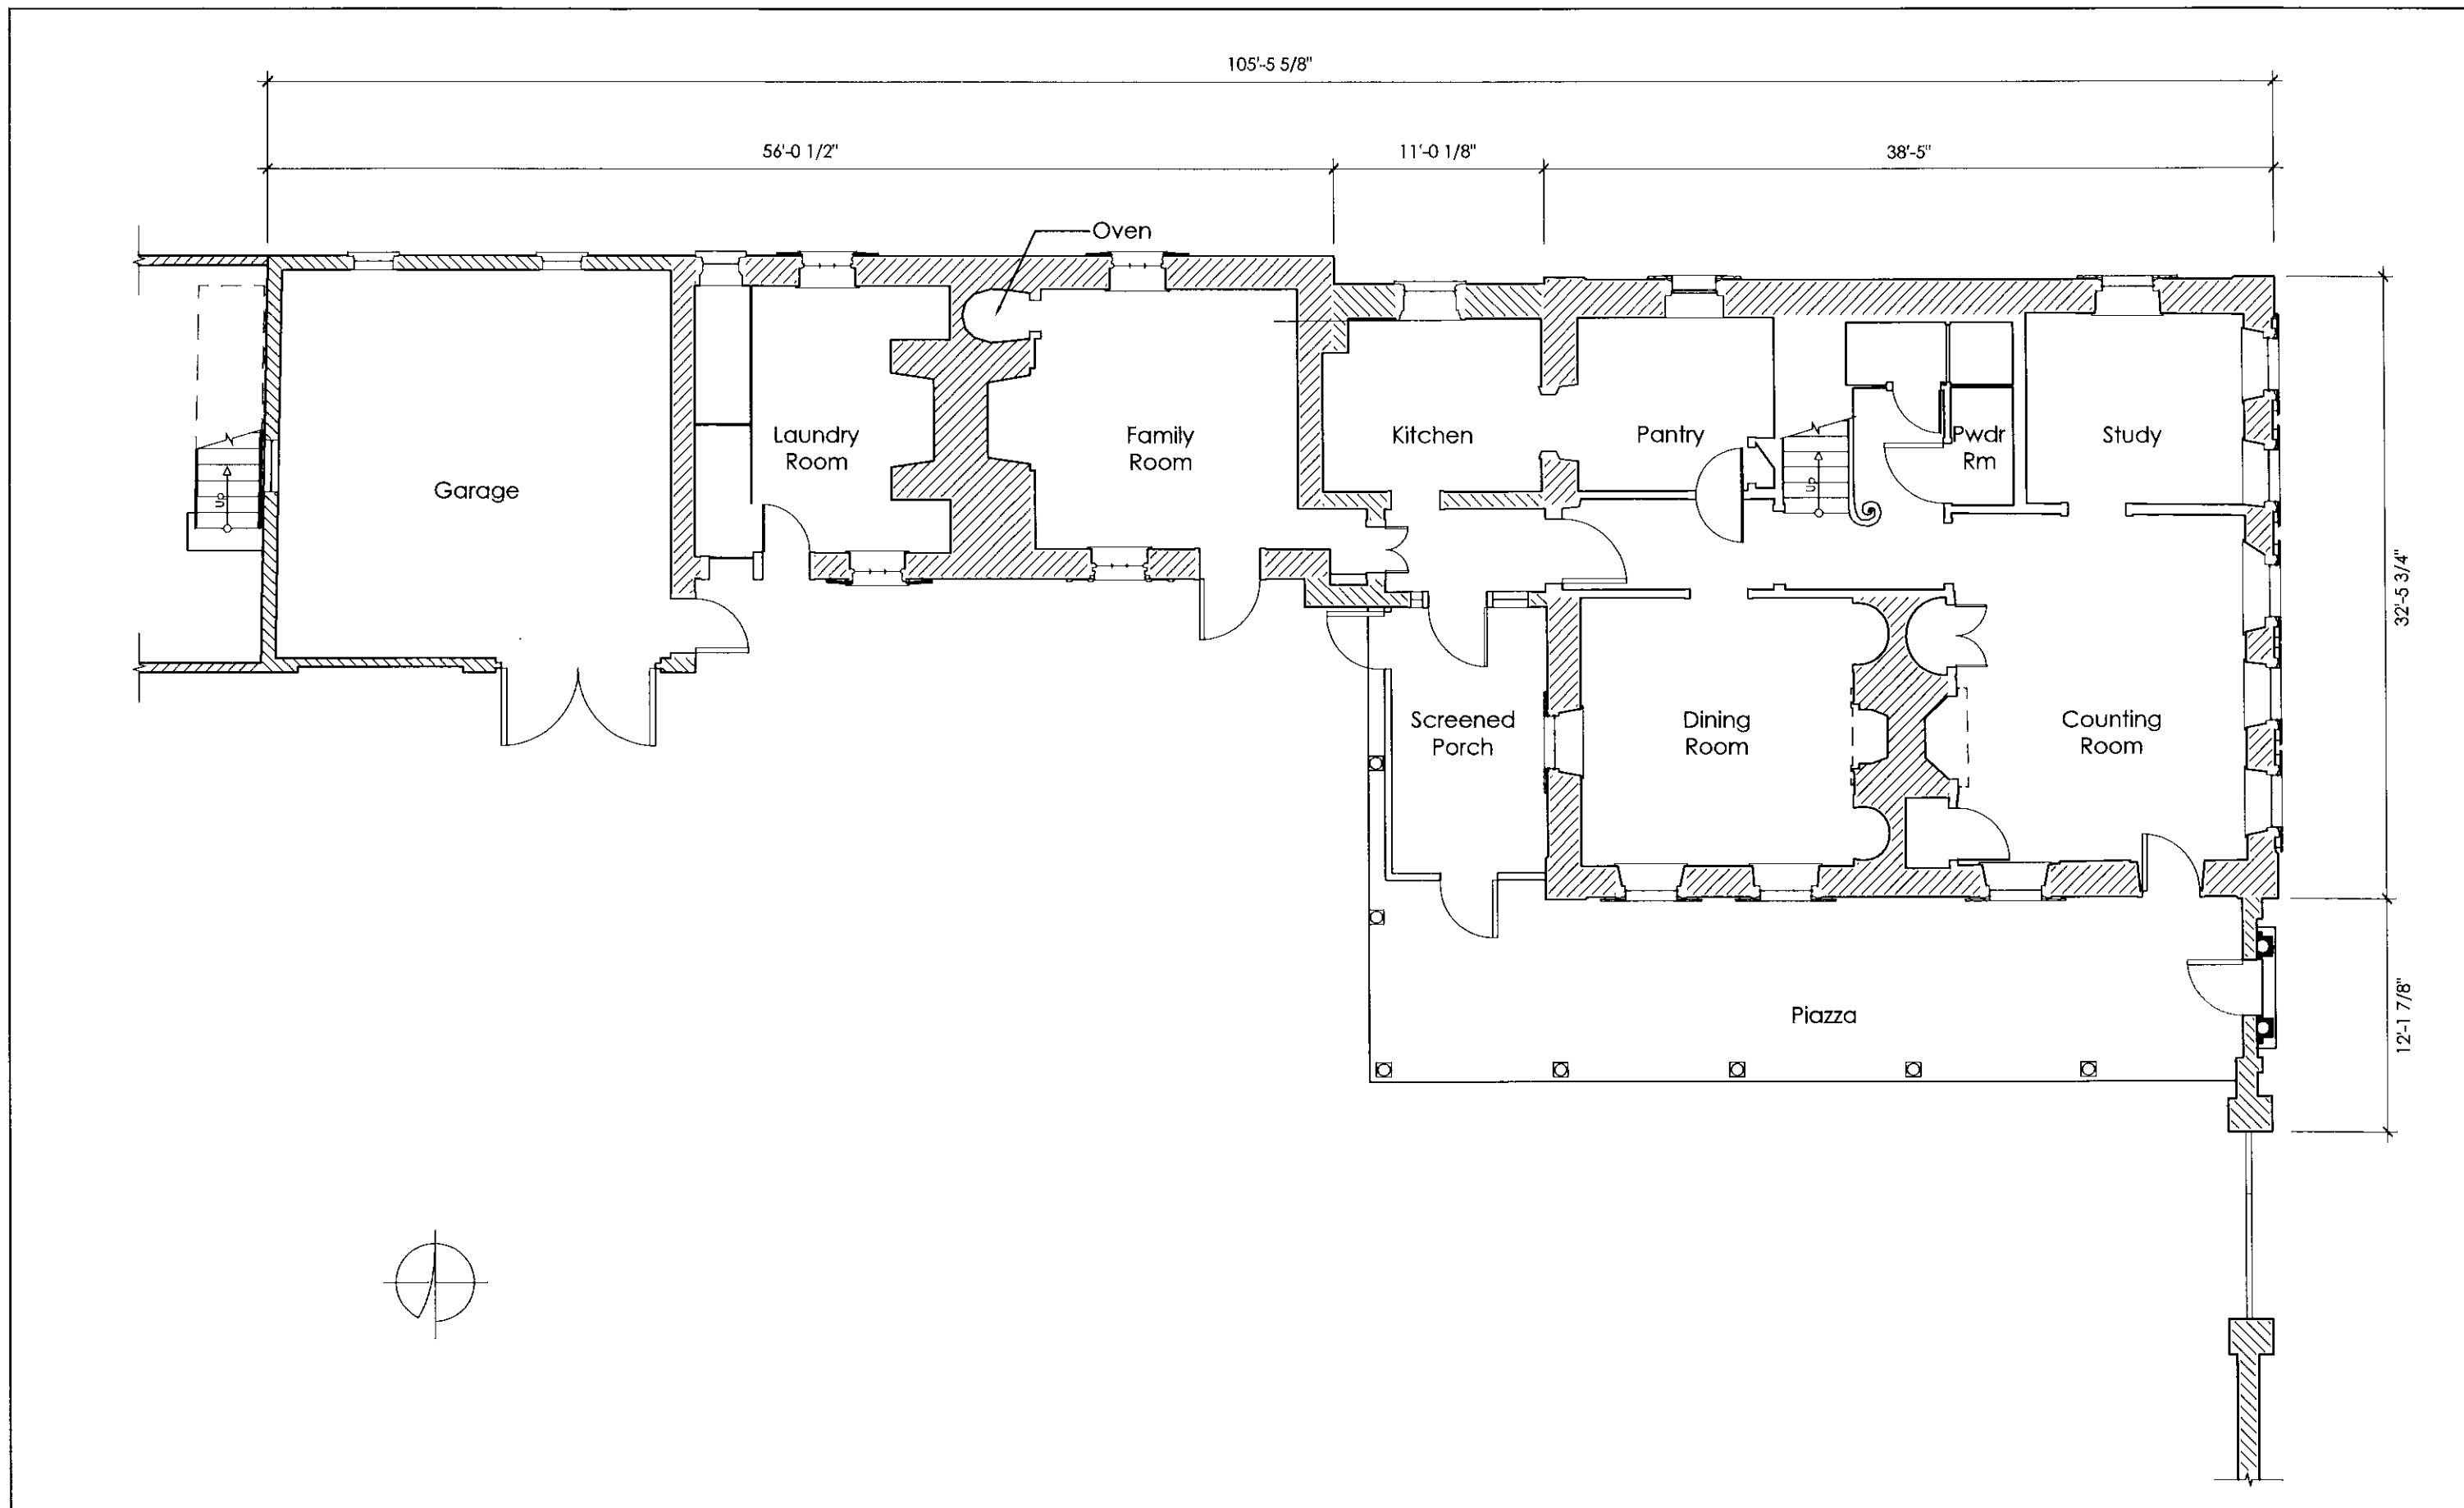 105'-5 5/8"
56'-0 1/2"
11'-0 1/8"
38'-5"
Oven
Laundry
Room
Family
Room
Kitchen
Pantry
Pwdr
Rm
Study
Garage
UP
UP
32'-5 3/4"
Screened
Porch
Dining
Room
Counting
Room
Piazza
12'-1 7/8"